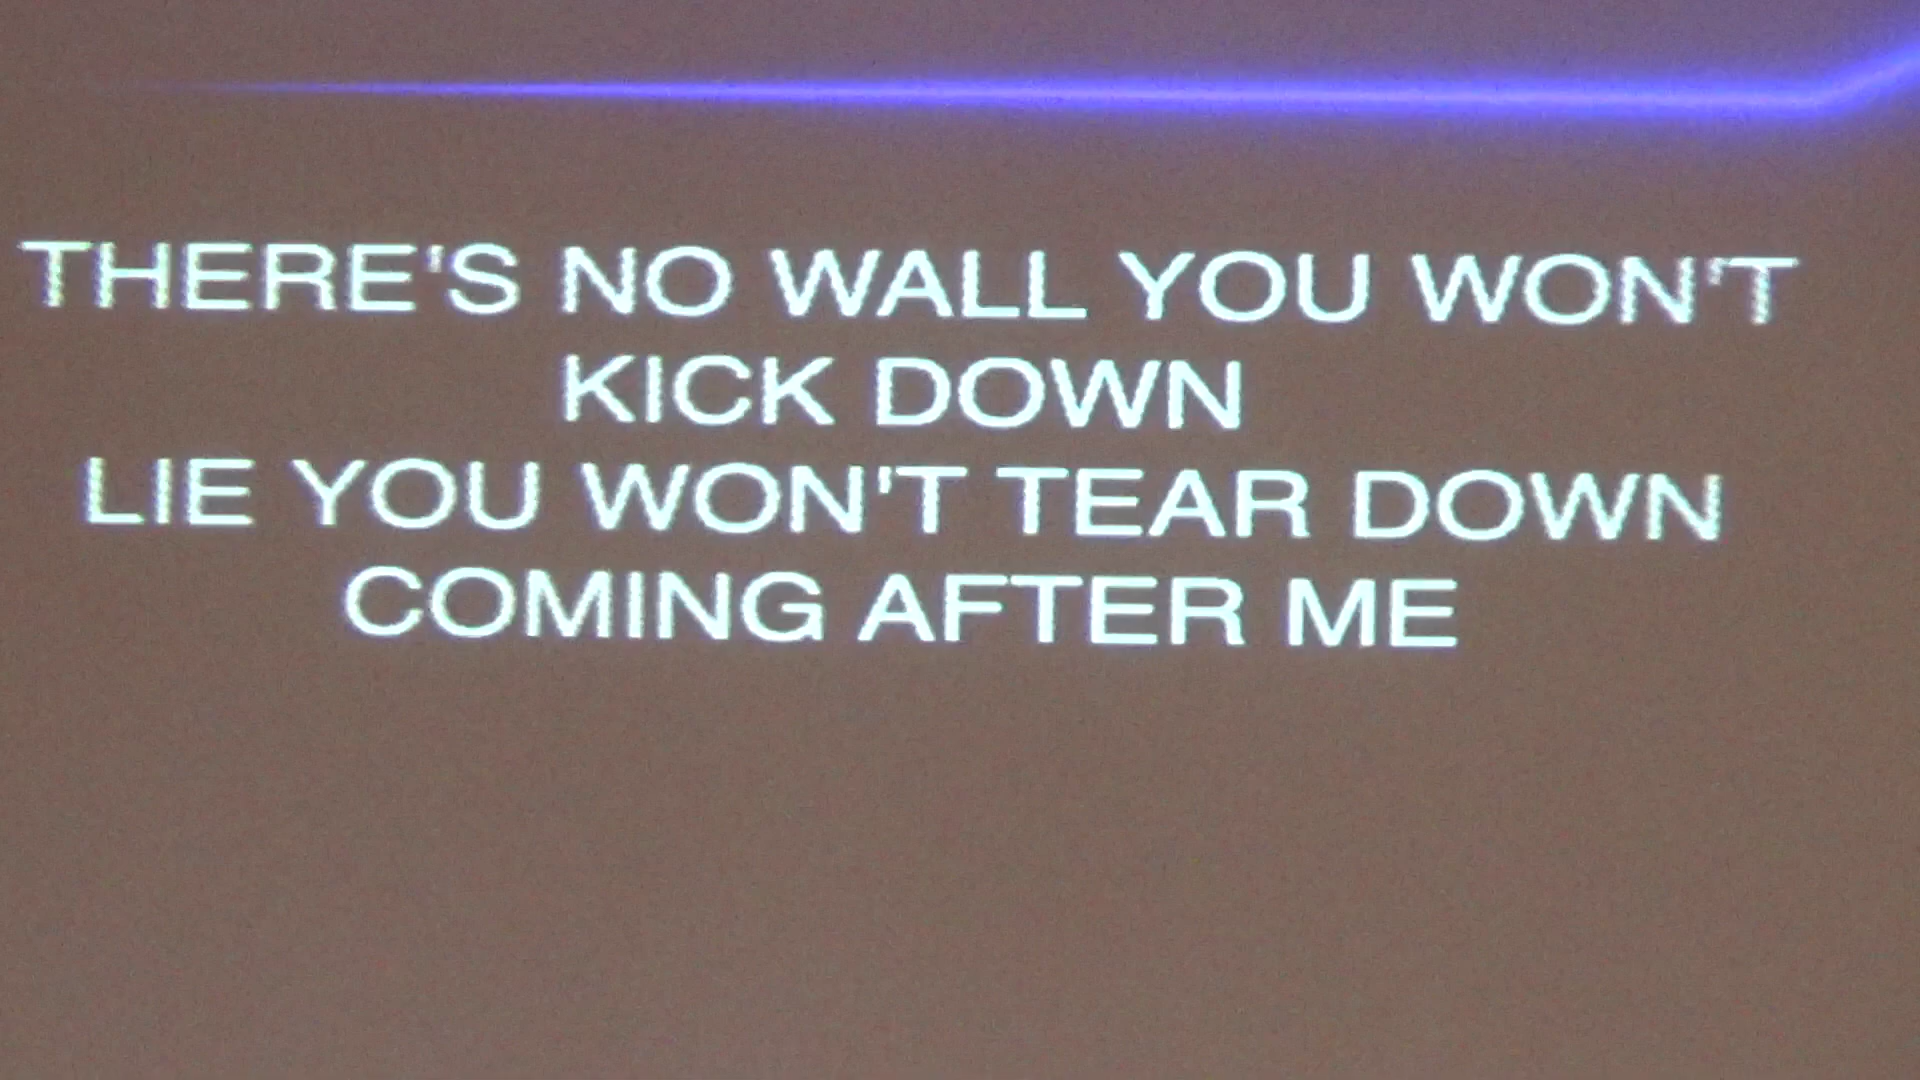 THERE'S NO WALL YOU WON'T
KICK DOWN
LIE YOU WON'T TEAR DOWN
COMING AFTER ME